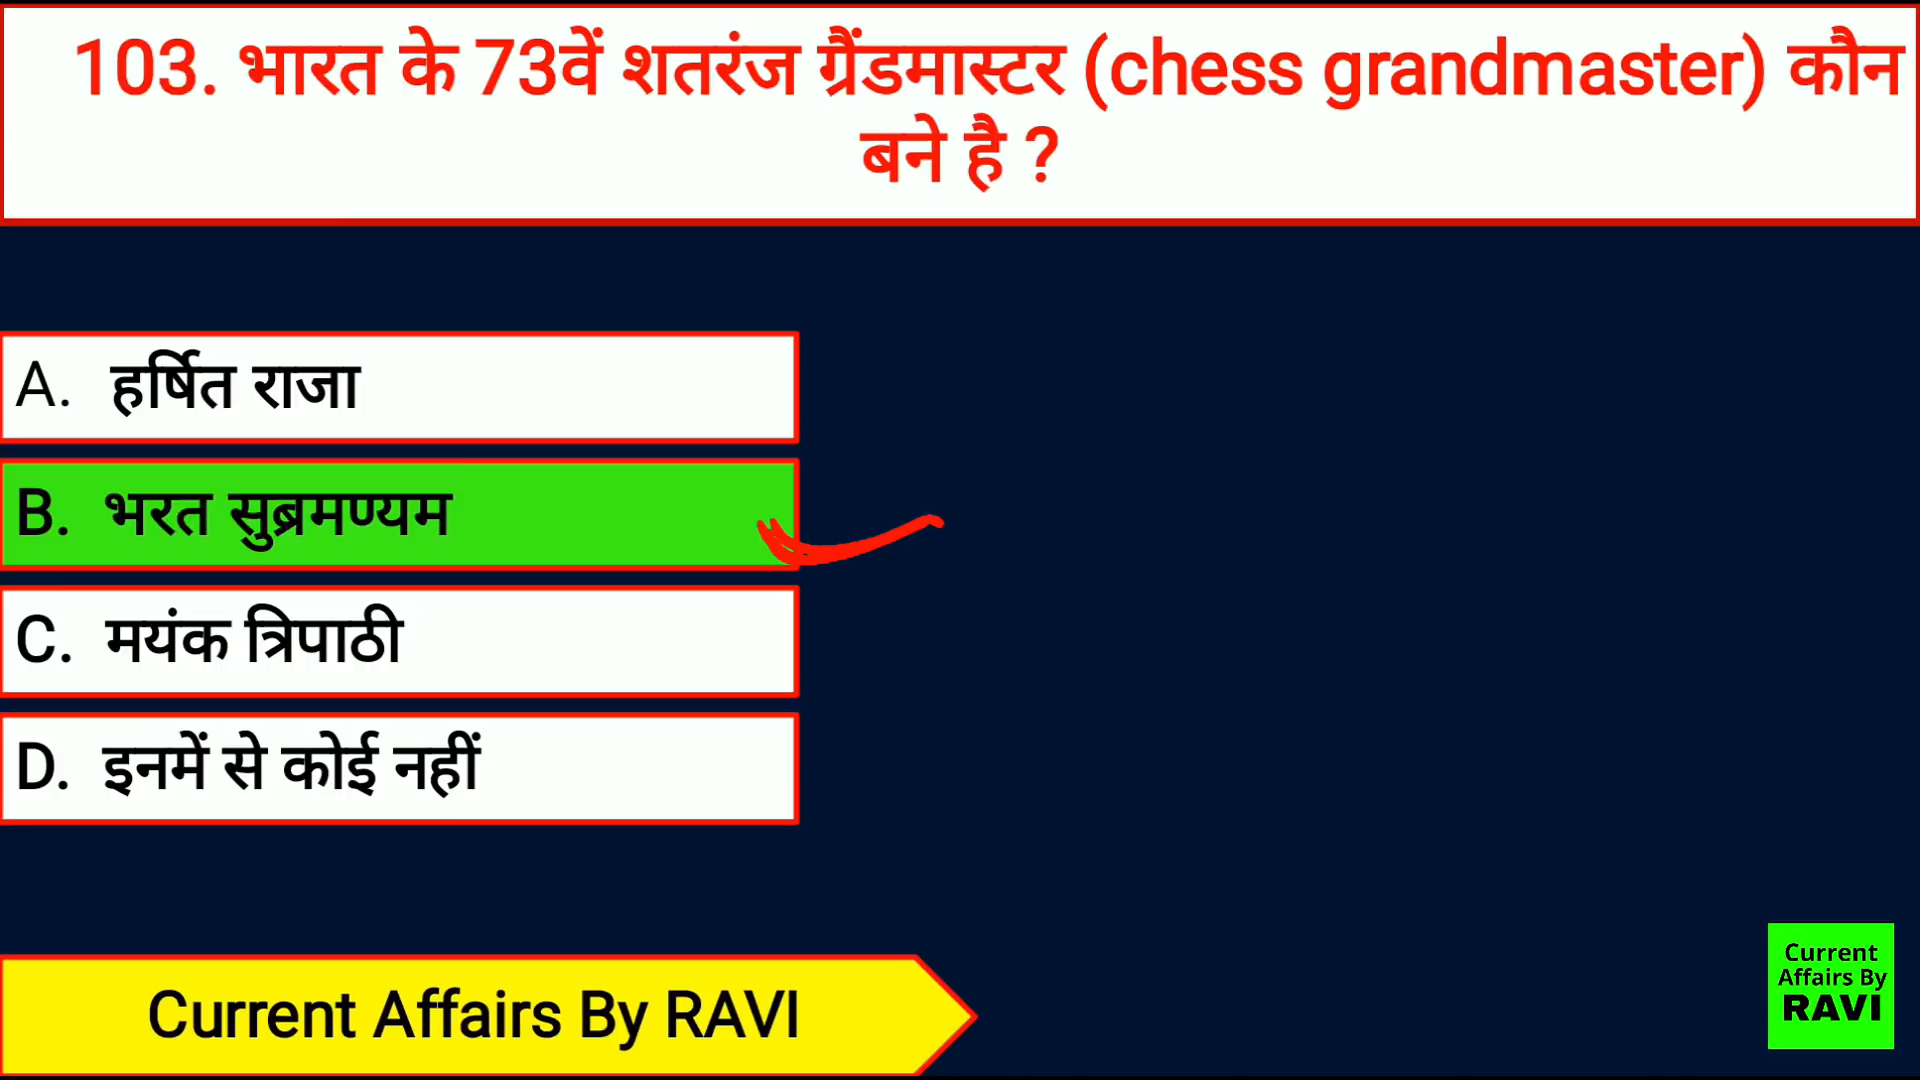 103. भारत के 73वें शतरंज ग्रैंडमास्टर (chess grandmaster) कौन
बने है ?
A. हर्षित राजा
B. भरत सुब्रमण्यम
C. मयंक त्रिपाठी
D. इनमें से कोई नहीं
Current Affairs By RAVI
Current
Affairs By
RAVI